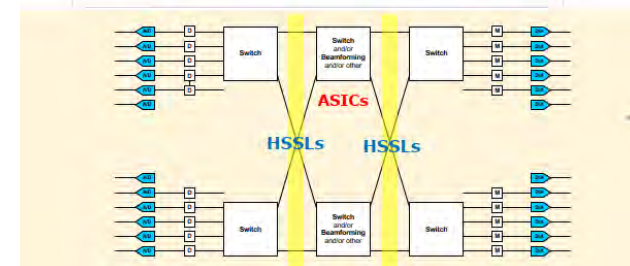 A/D D M D/A
A/D D M D/A
A/D D M D/A
A/D D M D/A
A/D D M D/A
A/D D/A
Switch
Switch
and/or
Beamforming
and/or other
Switch
ASICs
HSSLs HSSLs
A/D D/A
A/D D M D/A
A/D D M D/A
A/D D M D/A
A/D D M D/A
A/D D M D/A
Switch
Switch
and/or
Beamforming
and/or other
Switch